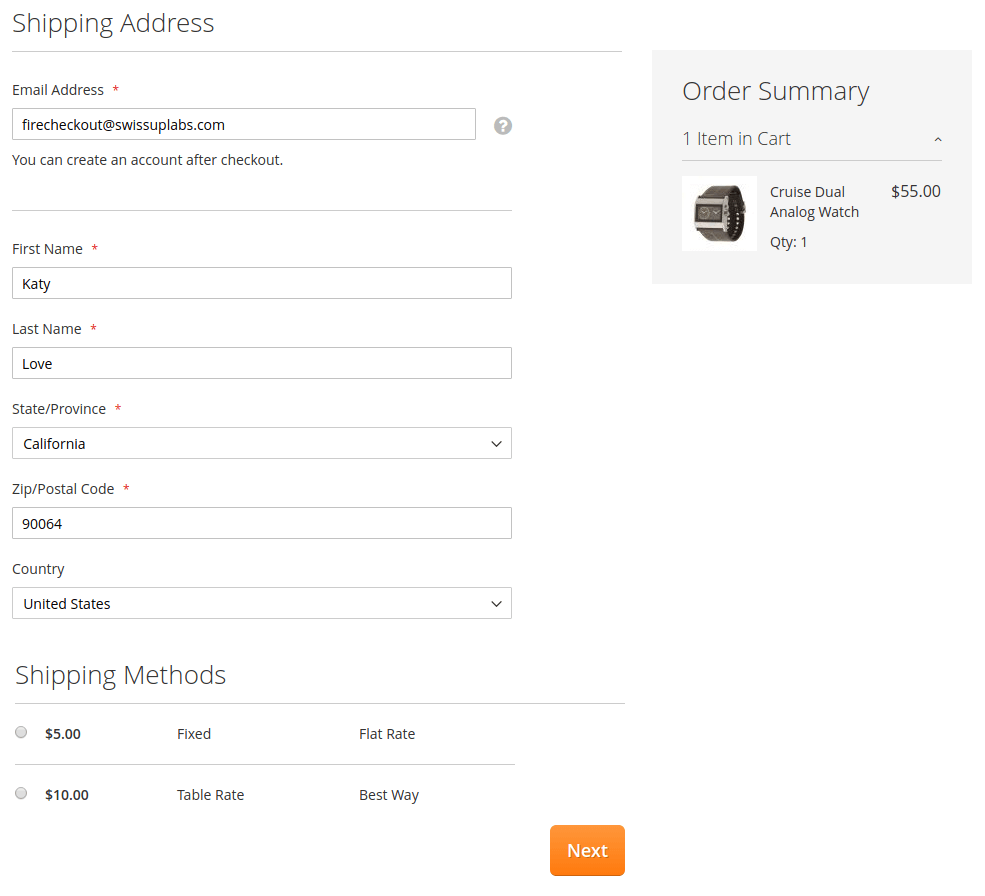 Shipping Address
Email Address *
firecheckout@swissuplabs.com
?
You can create an account after checkout.
First Name *
Katy
Last Name *
Love
State/Province *
California
Zip/Postal Code *
90064
Country
United States
Shipping Methods
$5.00 Fixed Flat Rate
$10.00 Table Rate Best Way
Next
Order Summary
1 Item in Cart
Cruise Dual $55.00
Analog Watch
Qty: 1